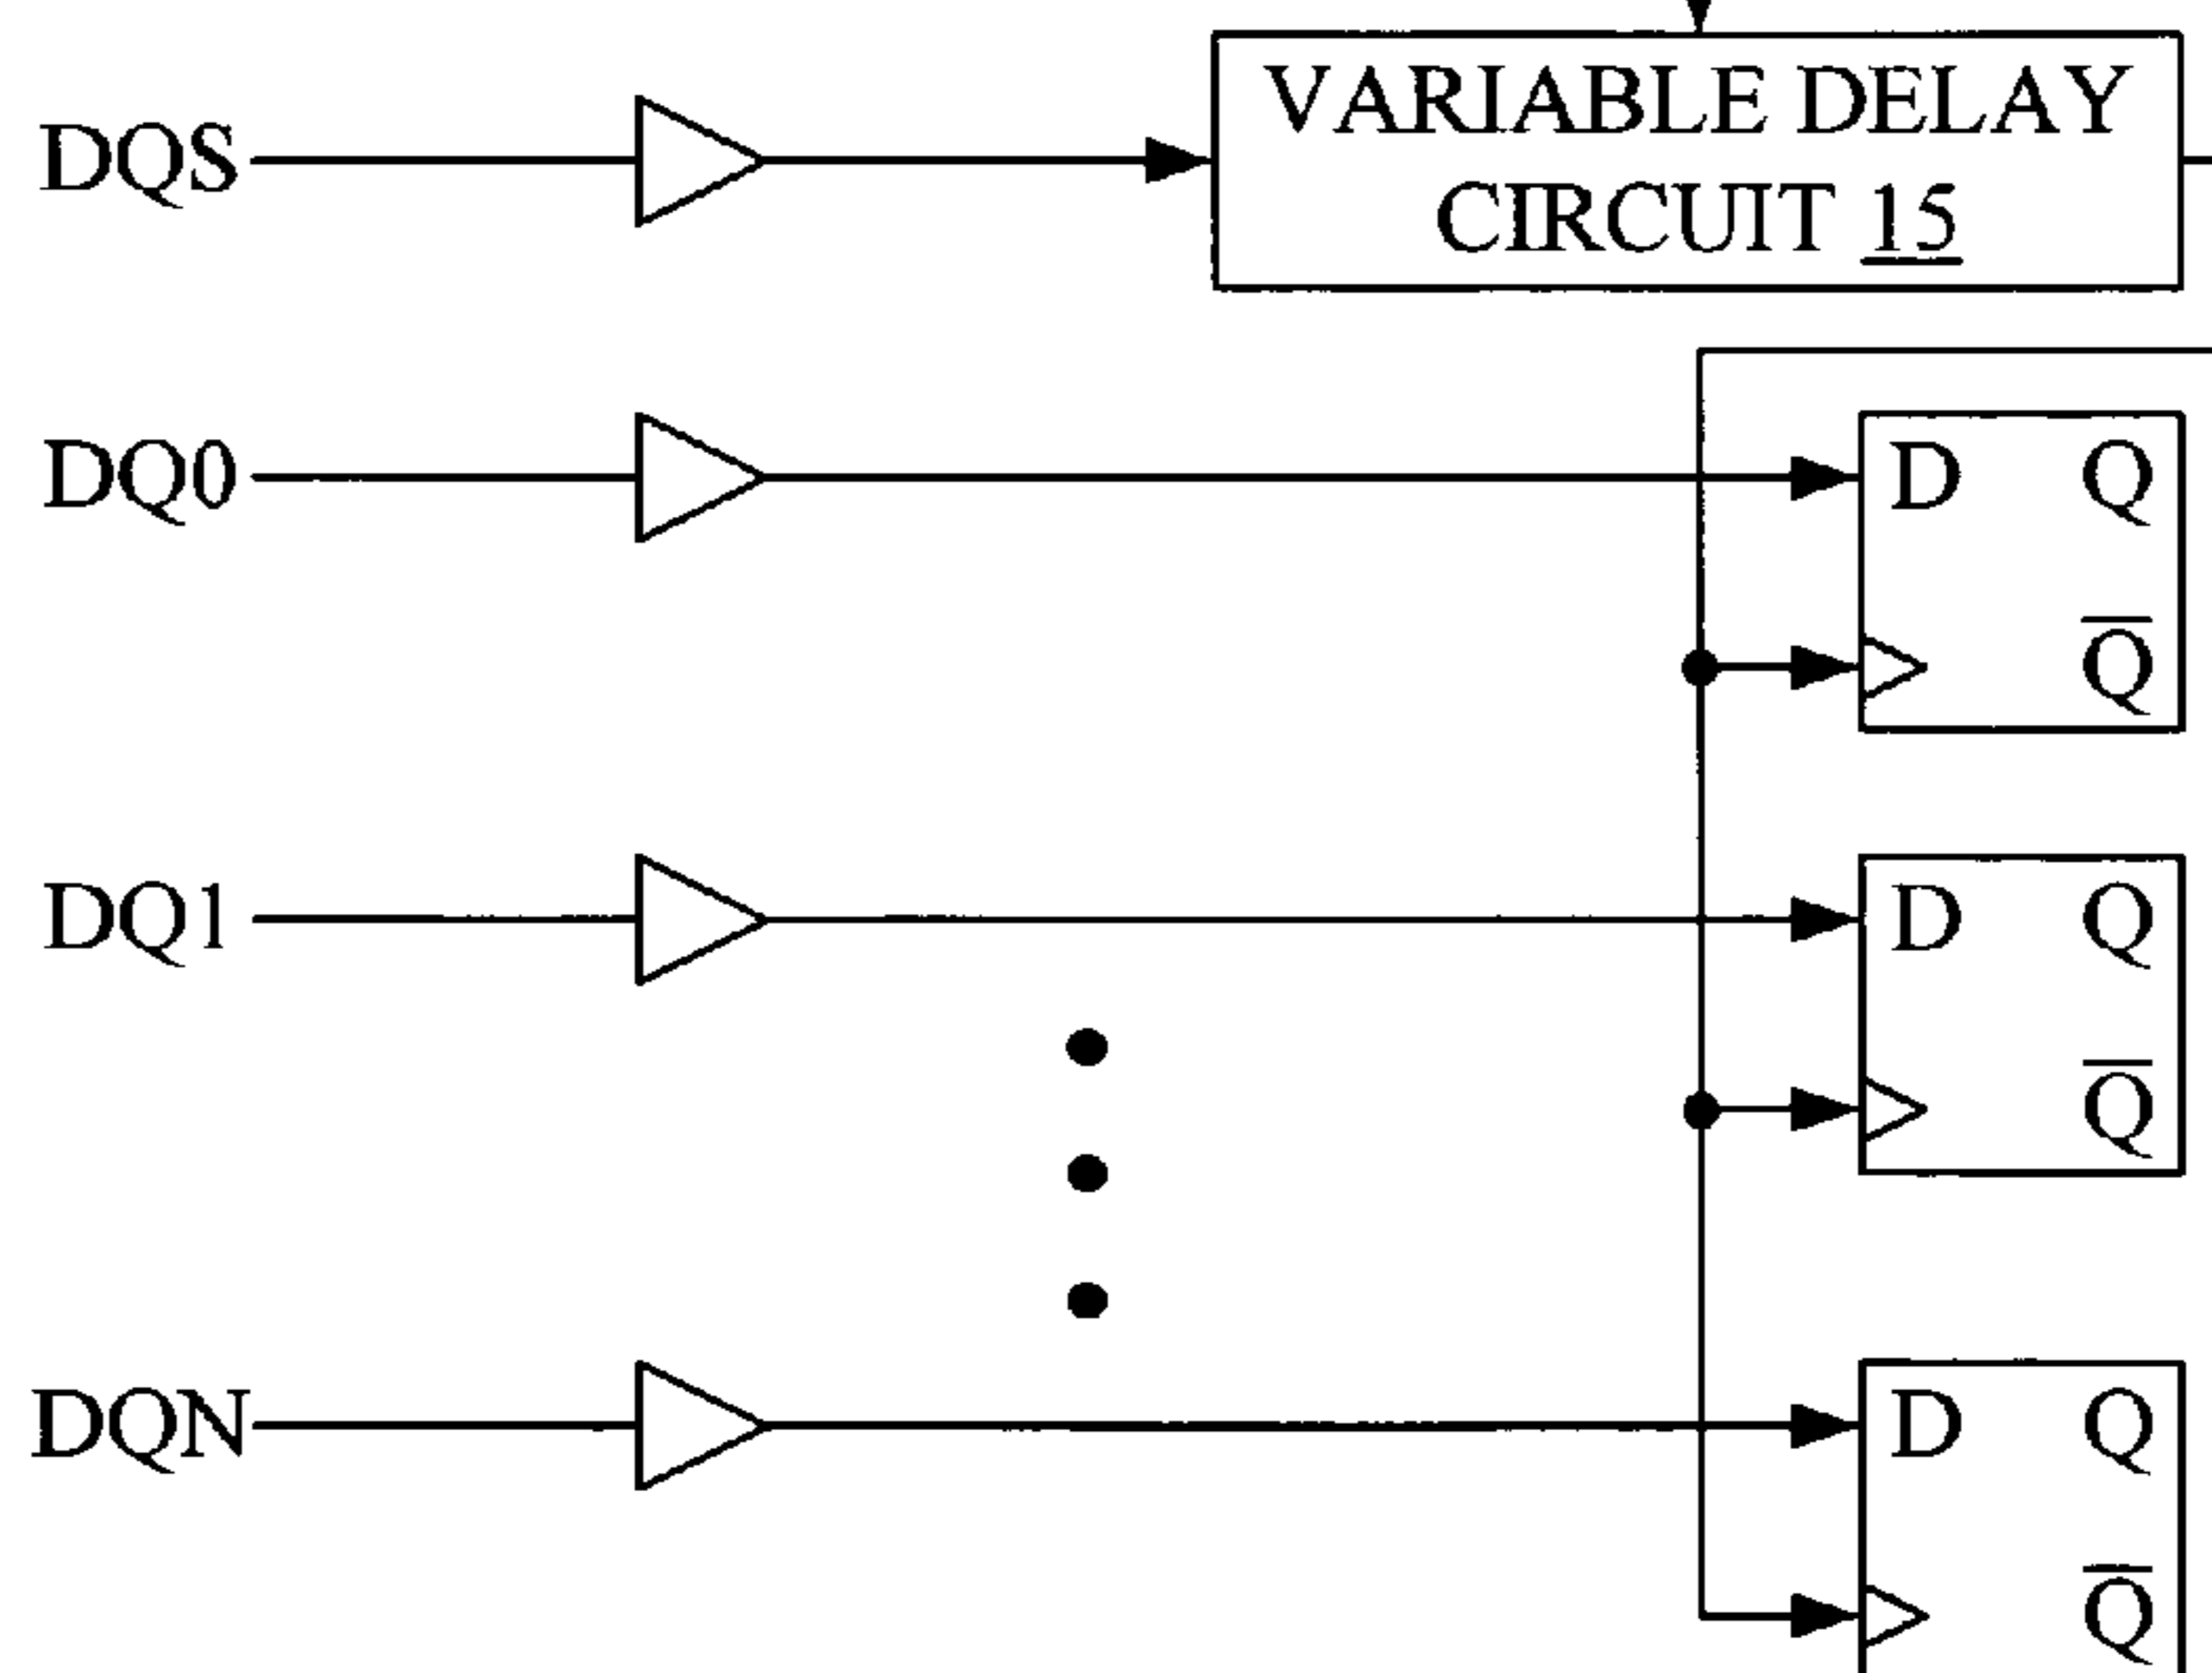 DQS
VARIABLE DELAY
CIRCUIT 15
DQ0
D Q
Q̅
DQ1
D Q
Q̅
DQN
D Q
Q̅